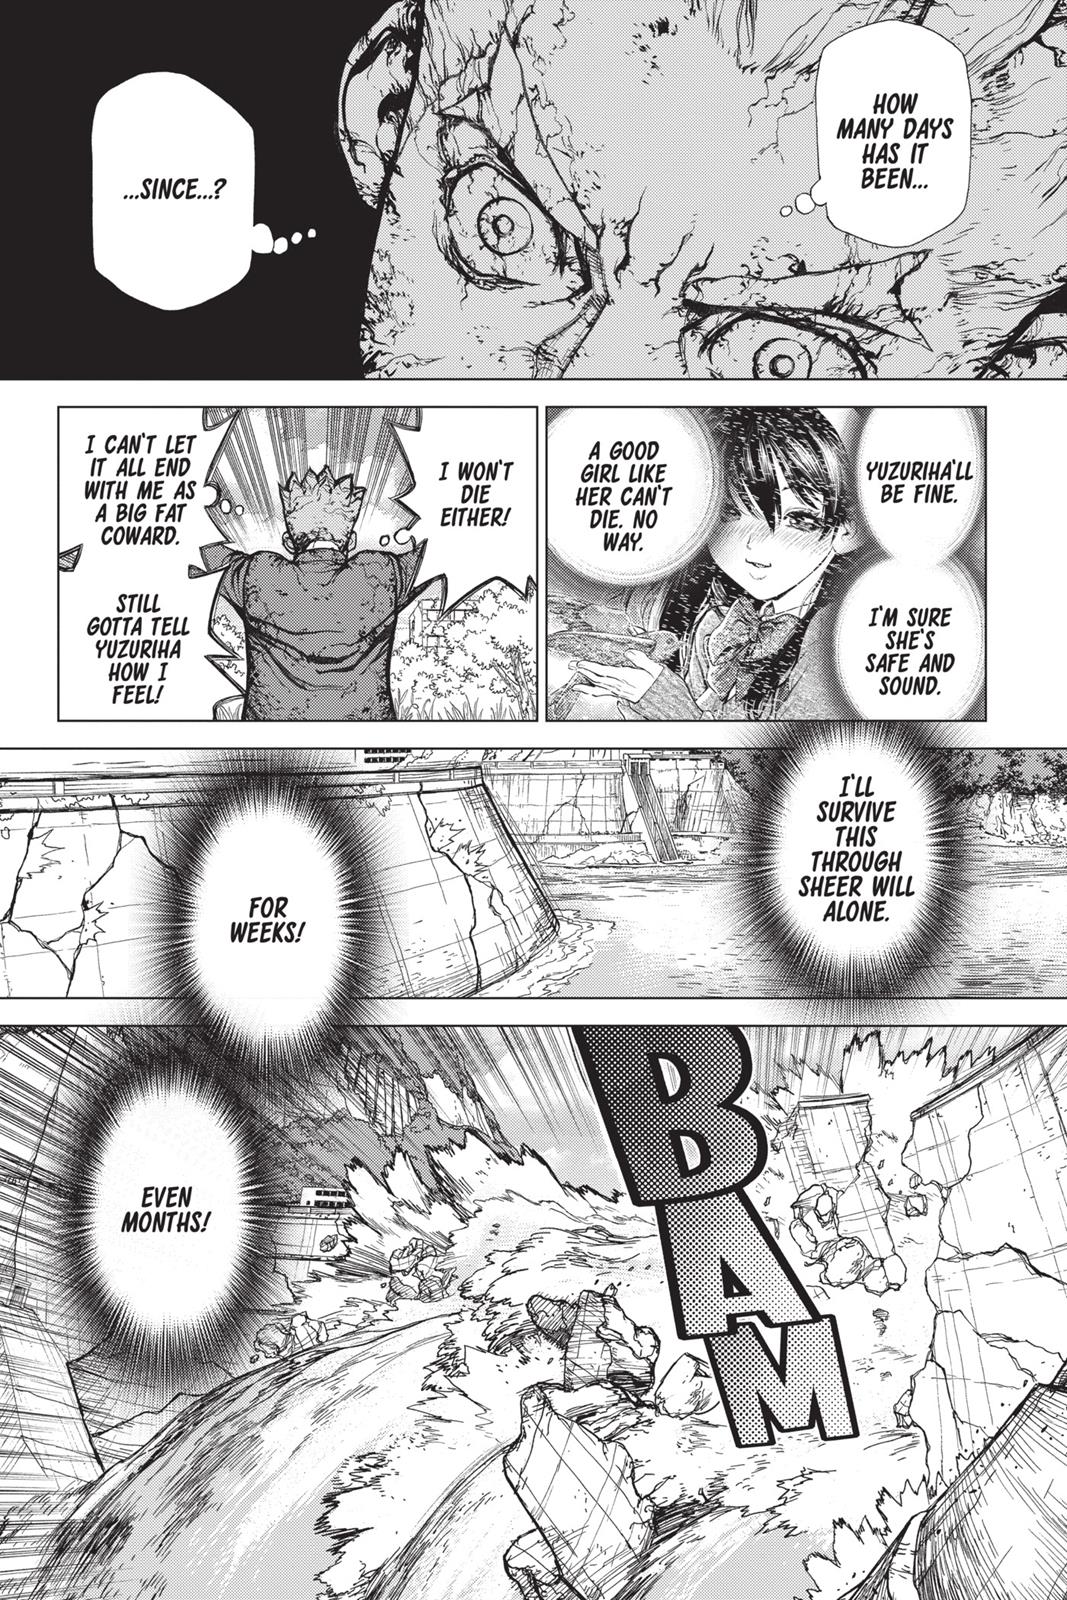 HOW
MANY DAYS
HAS IT
BEEN...
...SINCE...?
YUZURIHA'LL
BE FINE.
I'M SURE
SHE'S
SAFE AND
SOUND.
A GOOD
GIRL LIKE
HER CAN'T
DIE. NO
WAY.
I WON'T
DIE
EITHER!
I CAN'T LET
IT ALL END
WITH ME AS
A BIG FAT
COWARD.
STILL
GOTTA TELL
YUZURIHA
HOW I
FEEL!
I'LL
SURVIVE
THIS
THROUGH
SHEER WILL
ALONE.
FOR
WEEKS!
EVEN
MONTHS!
BAM